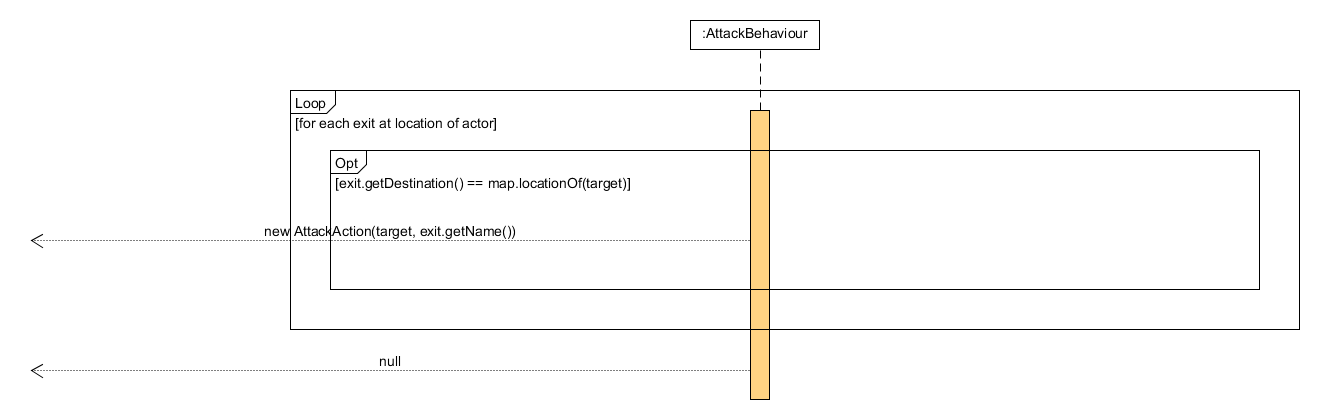 :AttackBehaviour
Loop
[for each exit at location of actor]
Opt
[exit.getDestination() == map.locationOf(target)]
new AttackAction(target, exit.getName())
null